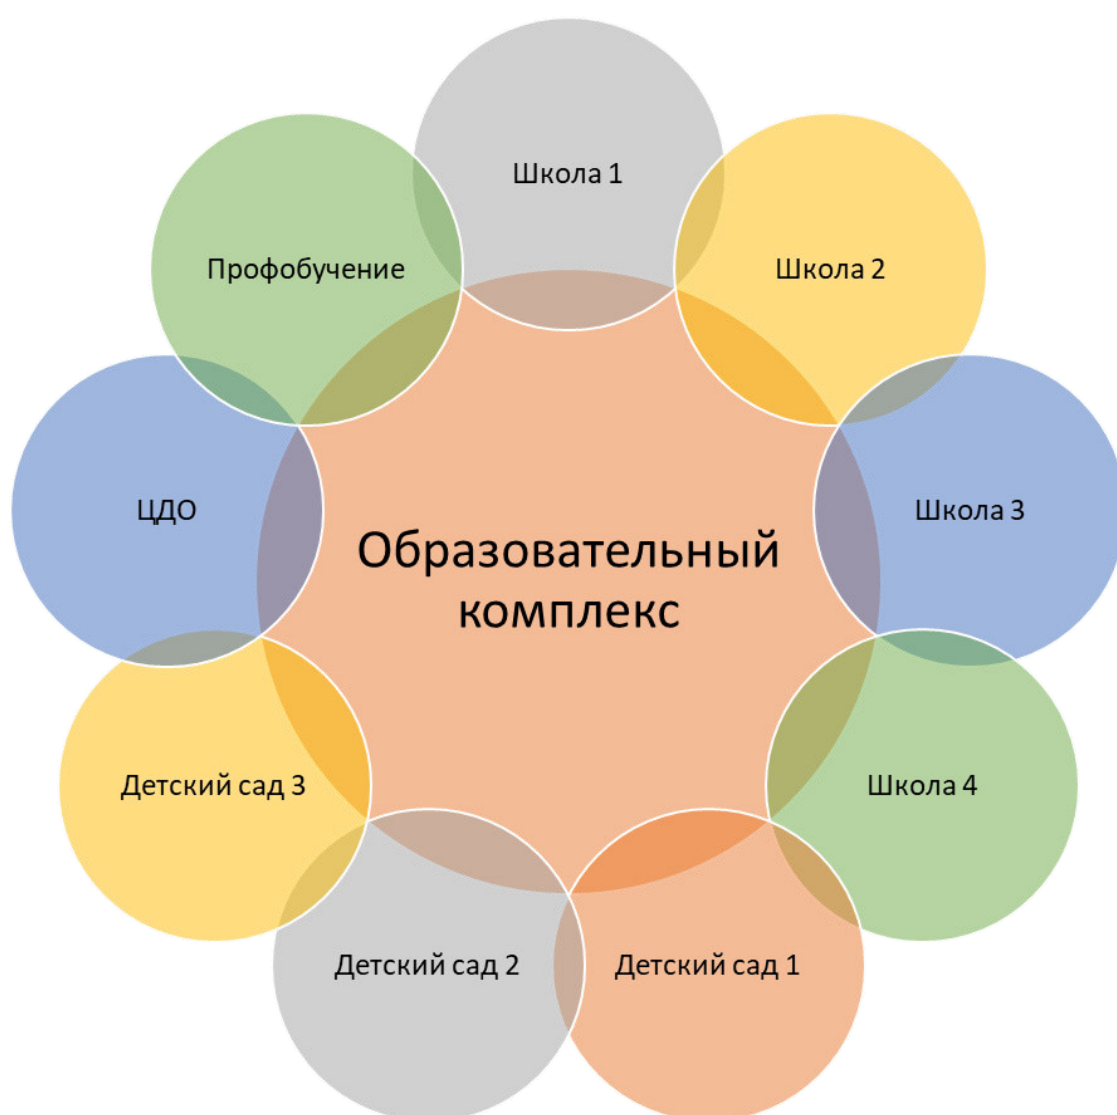 Школа 1
Школа 2
Школа 3
Школа 4
Детский сад 1
Детский сад 2
Детский сад 3
ЦДО
Профобучение
Образовательный
комплекс